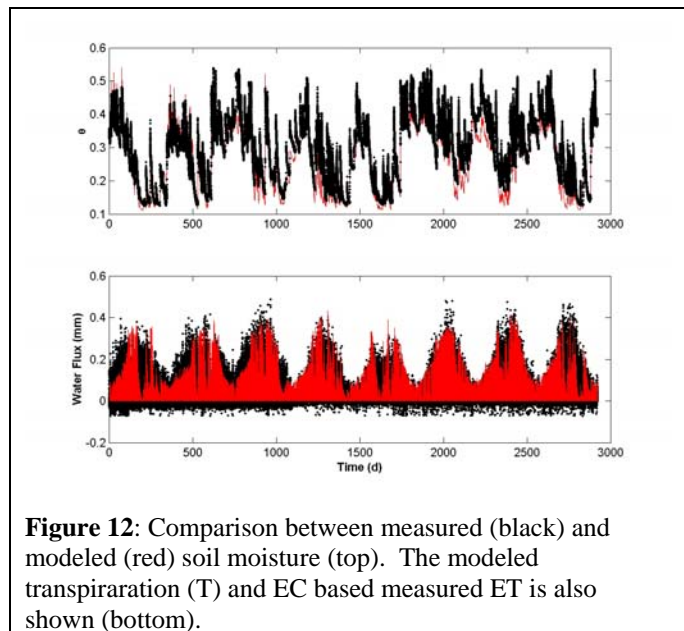 0.6
0.5
0.4
0.3
0.2
0.1
θ
0 500 1000 1500 2000 2500 3000
0.6
0.4
0.2
0
-0.2
Water Flux (mm)
0 500 1000 1500 2000 2500 3000
Time (d)
Figure 12: Comparison between measured (black) and
modeled (red) soil moisture (top). The modeled
transpiraration (T) and EC based measured ET is also
shown (bottom).